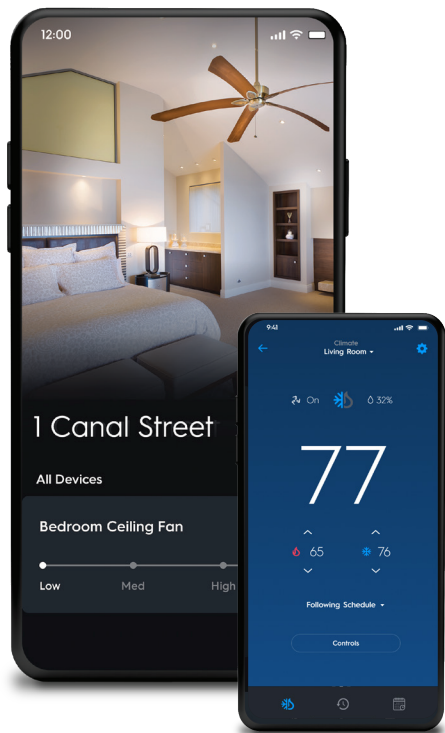 12:00
1 Canal Street
All Devices
Bedroom Ceiling Fan
Low Med High
9:41
Climate
Living Room
On 32%
77
65 76
Following Schedule
Controls